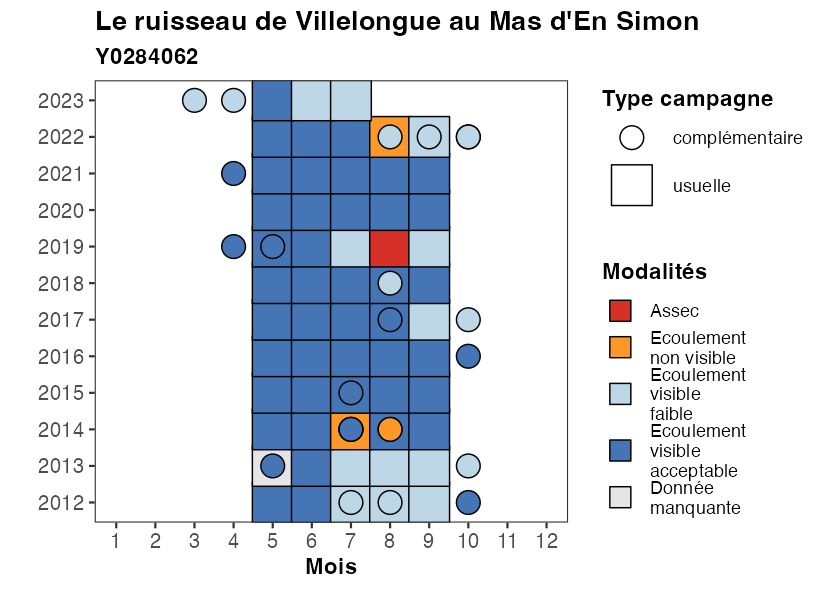 Le ruisseau de Villelongue au Mas d'En Simon
Y0284062
2023
2022
2021
2020
2019
2018
2017
2016
2015
2014
2013
2012
1 2 3 4 5 6 7 8 9 10 11 12
Mois
Type campagne
complémentaire
usuelle
Modalités
Assec
Ecoulement
non visible
Ecoulement
visible
faible
Ecoulement
visible
acceptable
Donnée
manquante